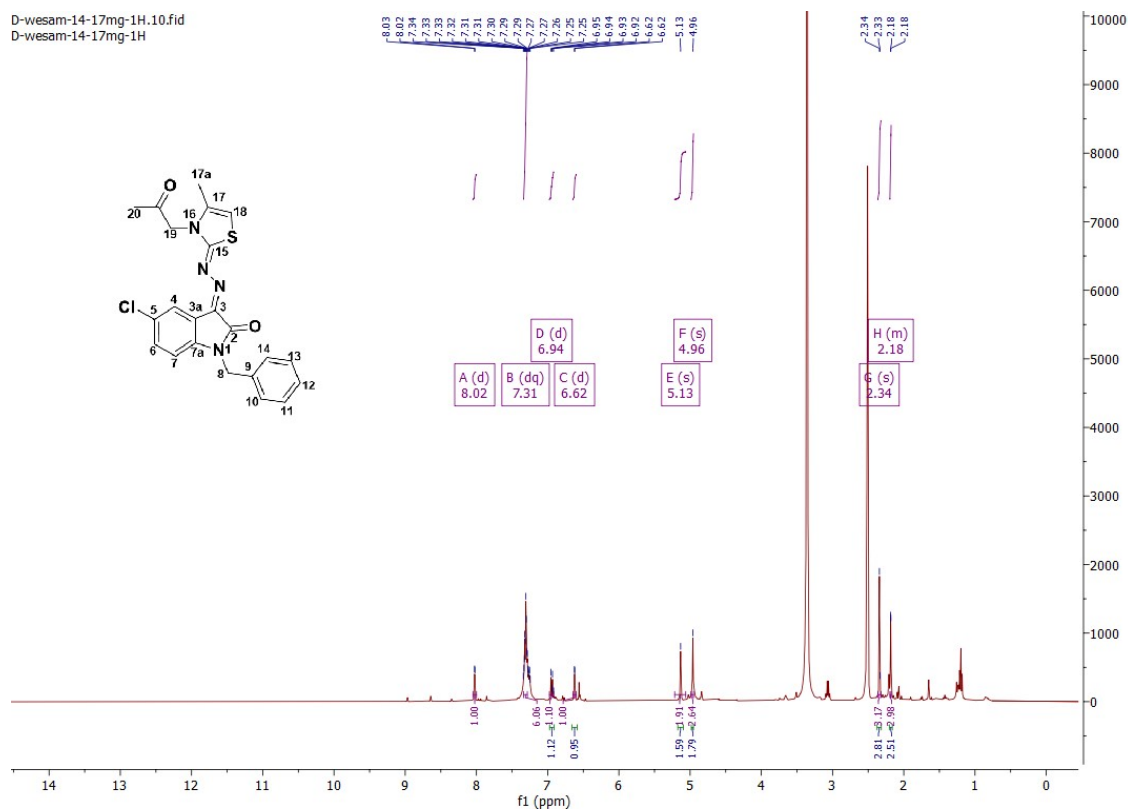 D-wesam-14-17mg-1H.10.fid
D-wesam-14-17mg-1H
8.03 8.02 7.34 7.33 7.33 7.32 7.31 7.31 7.30 7.29 7.29 7.27 7.27 7.26 7.25 7.25 6.95 6.94 6.93 6.92 6.62 6.62 5.13 4.96
2.34 2.33 2.18 2.18
10000
9000
8000
7000
6000
5000
4000
3000
2000
1000
0
17a
O
17
20
16
18
N
19
S
15
N
N
Cl
4
5
3a
3
O
2
6
7a
N
1
7
14
13
8
9
12
10
11
D (d)
6.94
F (s)
4.96
H (m)
2.18
A (d)
8.02
B (dq)
7.31
C (d)
6.62
E (s)
5.13
G (s)
2.34
1.00 6.06 1.10 1.00 1.91 2.64 3.17 2.98
1.12 0.95 1.59 1.79 2.81 2.51
14 13 12 11 10 9 8 7 6 5 4 3 2 1 0
f1 (ppm)